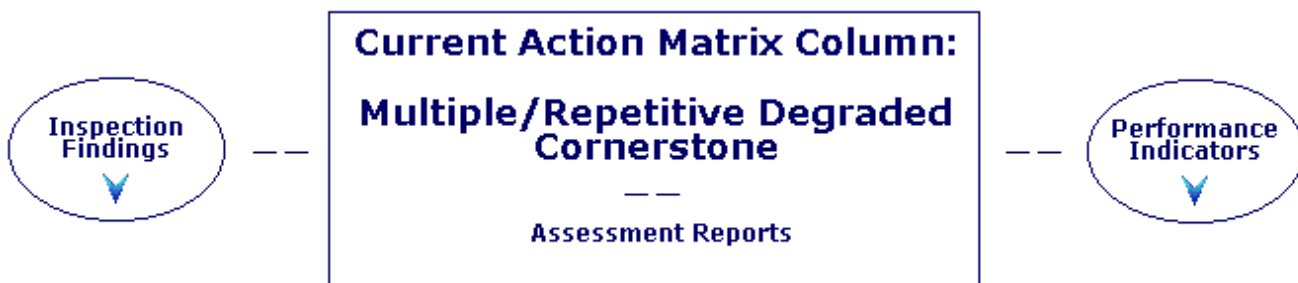 Current Action Matrix Column:
Multiple/Repetitive Degraded
Cornerstone
Assessment Reports
Inspection
Findings
Performance
Indicators